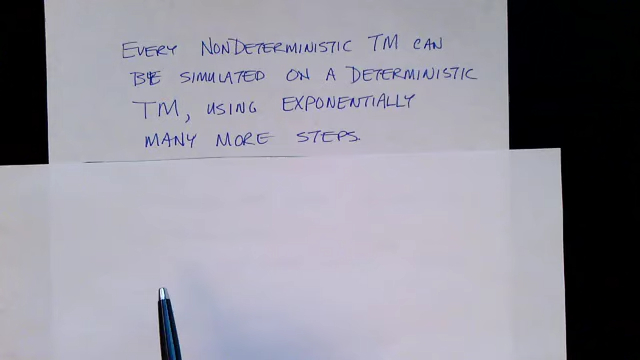 EVERY NONDETERMINISTIC TM CAN
BE SIMULATED ON A DETERMINISTIC
TM, USING EXPONENTIALLY
MANY MORE STEPS.